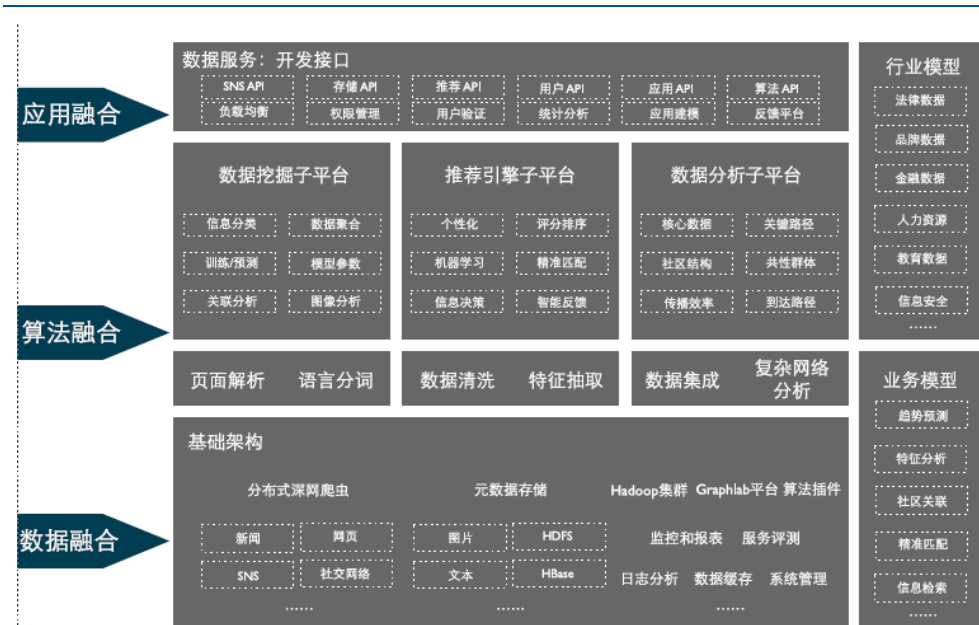 应用融合
算法融合
数据融合
数据服务：开发接口
SNS API 存储 API 推荐 API 用户 API 应用 API 算法 API
负载均衡 权限管理 用户验证 统计分析 应用建模 反馈平台
数据挖掘子平台
信息分类 数据聚合
训练/预测 模型参数
关联分析 图像分析
推荐引擎子平台
个性化 评分排序
机器学习 精准匹配
信息决策 智能反馈
数据分析子平台
核心数据 关键路径
社区结构 共性群体
传播效率 到达路径
页面解析 语言分词
数据清洗 特征抽取
数据集成 复杂网络
分析
基础架构
分布式深网爬虫
新闻 网页
SNS 社交网络
......
元数据存储
图片 HDFS
文本 HBase
......
Hadoop集群 Graphlab平台 算法插件
监控和报表 服务评测
日志分析 数据缓存 系统管理
......
行业模型
法律数据
品牌数据
金融数据
人力资源
教育数据
信息安全
......
业务模型
趋势预测
特征分析
社区关联
精准匹配
信息检索
......